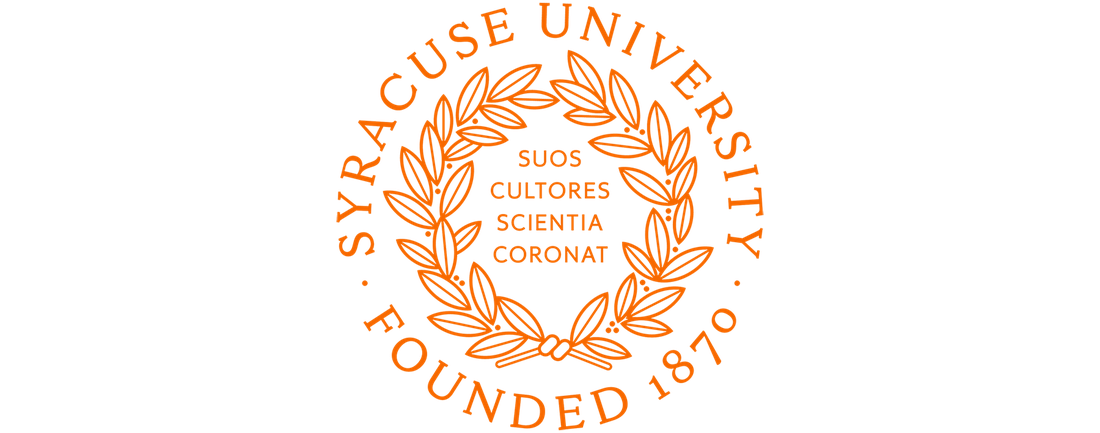 SYRACUSE UNIVERSITY
SUOS
CULTORES
SCIENTIA
CORONAT
· FOUNDED 1870 ·